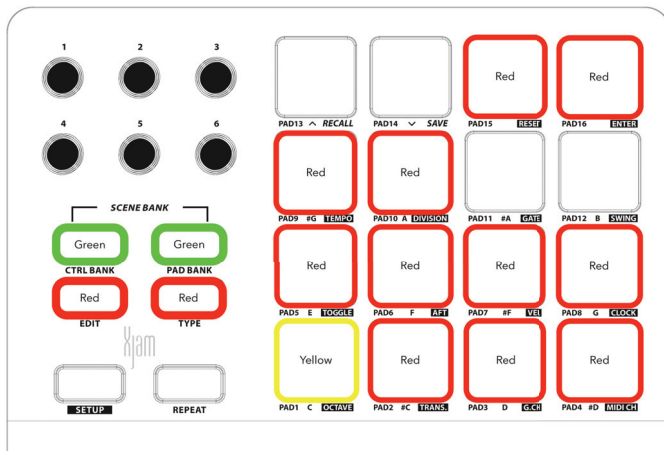 1 2 3
4 5 6
SCENE BANK
Green Green
CTRL BANK PAD BANK
Red Red
EDIT TYPE
Xjam
SETUP REPEAT
Red Red
PAD13 ^ RECALL PAD14 ⌄ SAVE PAD15 RESET PAD16 ENTER
Red Red
PAD9 #G TEMPO PAD10 A DIVISION PAD11 #A GATE PAD12 B SWING
Red Red Red Red
PAD5 E TOGGLE PAD6 F AFT PAD7 #F VEL PAD8 G CLOCK
Yellow Red Red Red
PAD1 C OCTAVE PAD2 #C TRANS. PAD3 D G.CH PAD4 #D MIDI CH